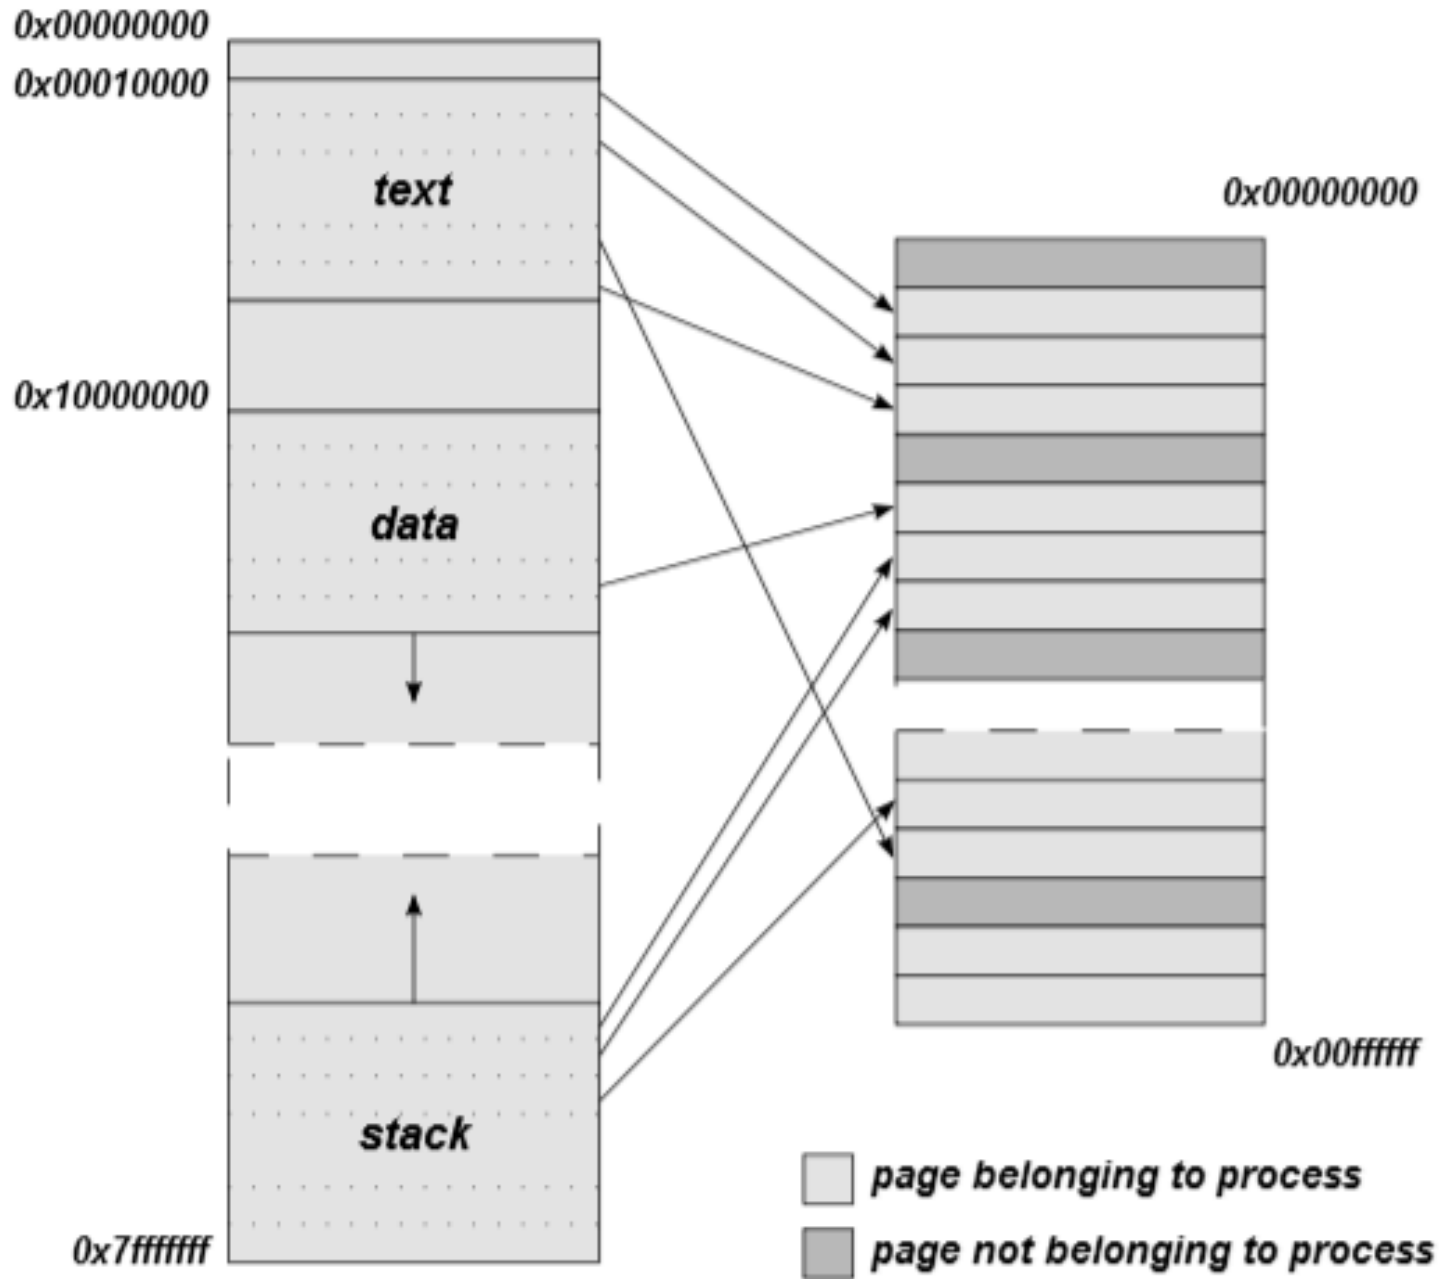 0x00000000
0x00010000
text
0x00000000
0x10000000
data
0x00ffffff
stack
page belonging to process
0x7fffffff
page not belonging to process